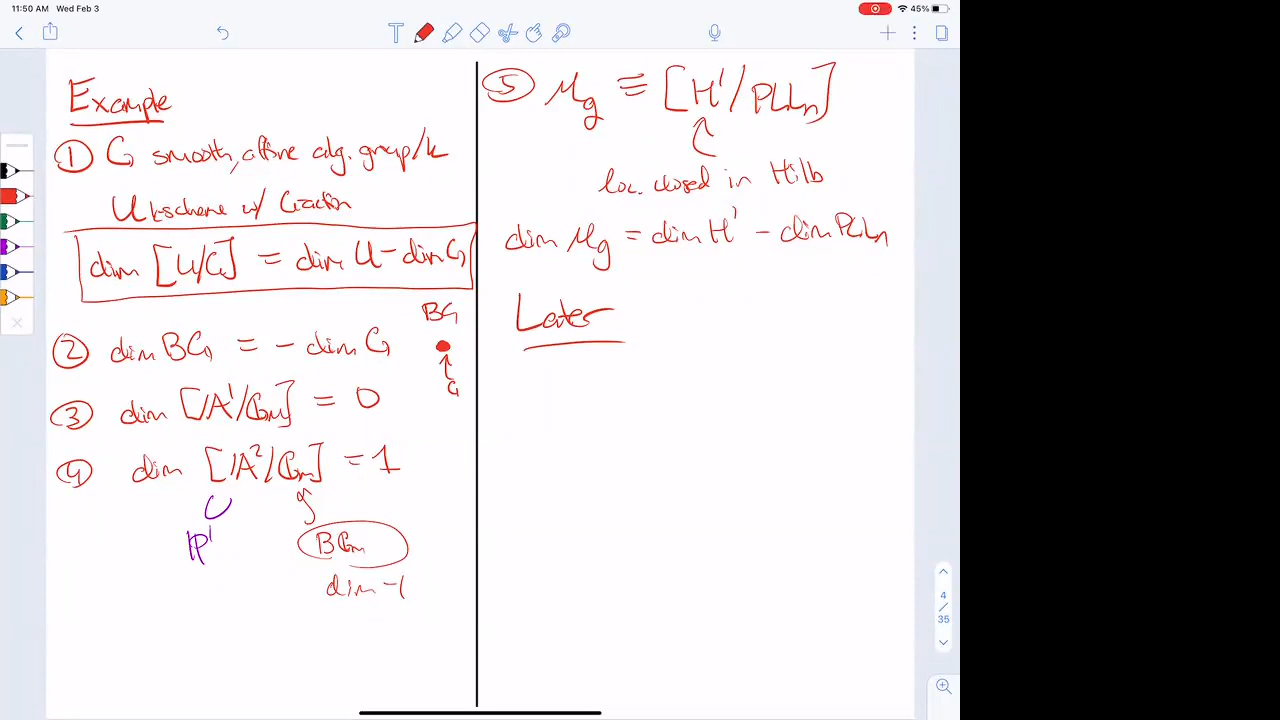 11:50 AM Wed Feb 3
45%
Example
① G smooth, affine alg. group/k
U k-scheme w/ G-action
dim [U/G] = dim U - dim G
BG
② dim BG = - dim G
G
③ dim [𝔸¹/𝔾m] = 0
④ dim [𝔸²/𝔾m] = 1
ℙ¹
B𝔾m
dim -1
⑤ Mg ≡ [H'/PGLn]
loc. closed in Hilb
dim Mg = dim H' - dim PGLn
Later
4
/
35